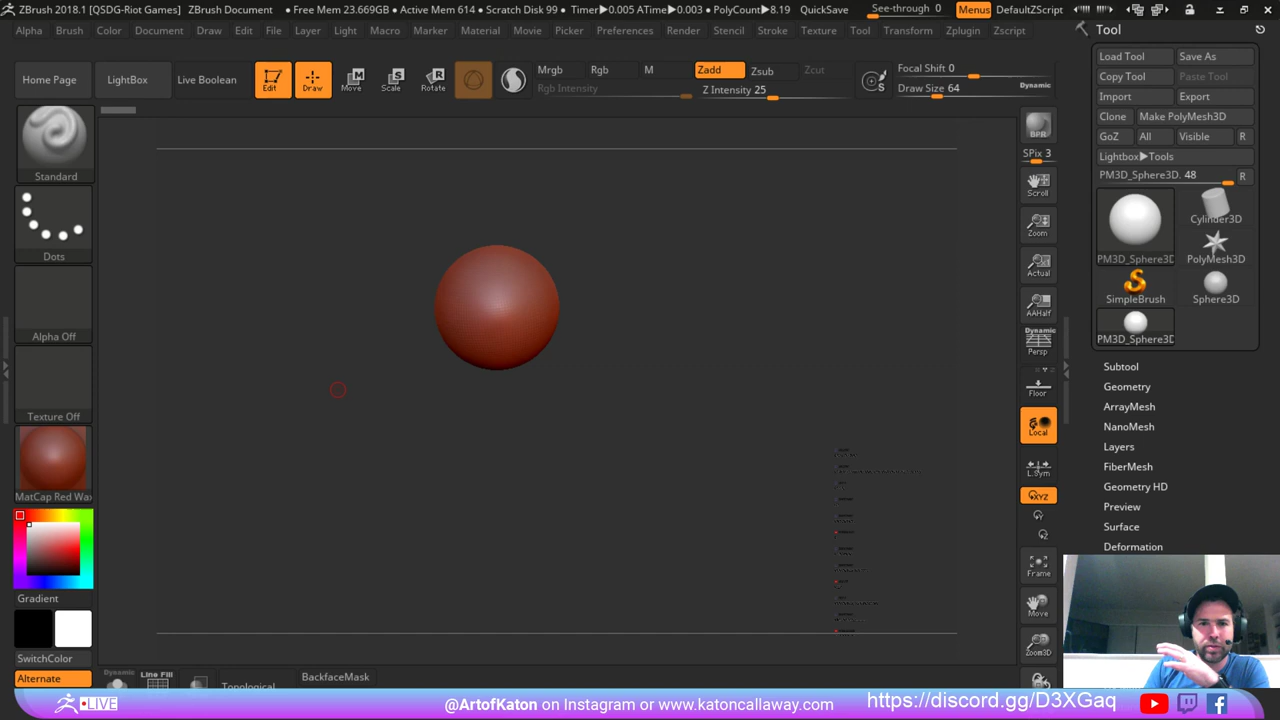 ZBrush 2018.1 [QSDG-Riot Games] ZBrush Document • Free Mem 23.669GB • Active Mem 614 • Scratch Disk 99 • Timer▶0.005 ATime▶0.003 • PolyCount▶8.19 QuickSave See-through 0 Menus DefaultZScript
Alpha Brush Document Draw Edit File Layer Light Macro Marker Material Movie Picker Preferences Render Stencil Stroke Texture Tool Transform Zplugin Zscript
Home Page LightBox Live Boolean Edit Draw Move Scale Rotate
Mrgb Rgb M Zadd Zsub Zcut Focal Shift 0
Rgb Intensity Z Intensity 25 S Draw Size 64 Dynamic
Standard
Dots
Alpha Off
Texture Off
MatCap Red Wax
Gradient
SwitchColor
Alternate
Dynamic Line Fill Topological BackfaceMask
BPR
SPix 3
Scroll
Zoom
Actual
AAHalf
Dynamic
Persp
Floor
Local
L.Sym
XYZ
Y
Z
Frame
Move
Zoom3D
Tool
Load Tool Save As
Copy Tool Paste Tool
Import Export
Clone Make PolyMesh3D
GoZ All Visible R
Lightbox▶Tools
PM3D_Sphere3D. 48 R
PM3D_Sphere3D Cylinder3D
PolyMesh3D
SimpleBrush Sphere3D
PM3D_Sphere3D
Subtool
Geometry
ArrayMesh
NanoMesh
Layers
FiberMesh
Geometry HD
Preview
Surface
Deformation
LIVE @ArtofKaton on Instagram or www.katoncallaway.com https://discord.gg/D3XGaq